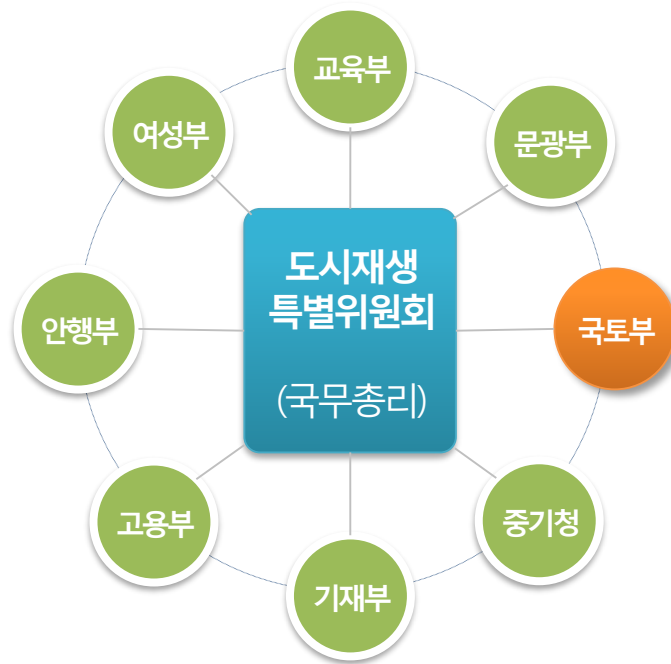 교육부
여성부
문광부
도시재생
특별위원회
(국무총리)
안행부
국토부
고용부
중기청
기재부